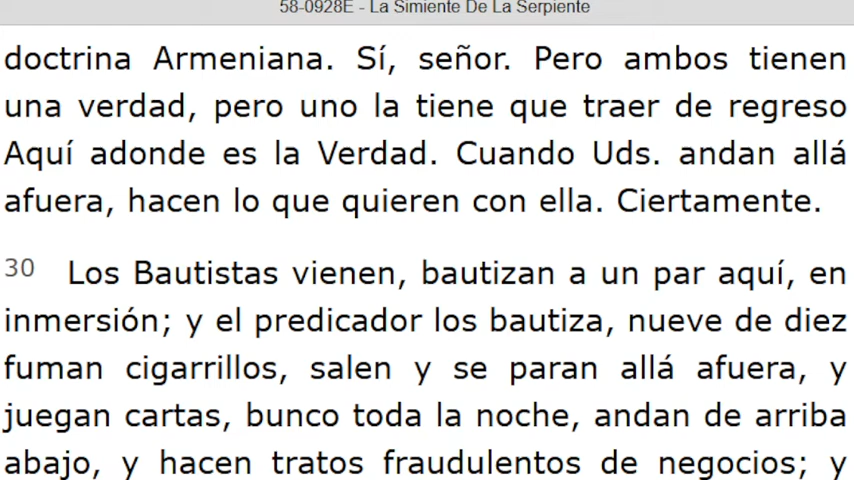 58-0928E - La Simiente De La Serpiente
doctrina Armeniana. Sí, señor. Pero ambos tienen
una verdad, pero uno la tiene que traer de regreso
Aquí adonde es la Verdad. Cuando Uds. andan allá
afuera, hacen lo que quieren con ella. Ciertamente.
30 Los Bautistas vienen, bautizan a un par aquí, en
inmersión; y el predicador los bautiza, nueve de diez
fuman cigarrillos, salen y se paran allá afuera, y
juegan cartas, bunco toda la noche, andan de arriba
abajo, y hacen tratos fraudulentos de negocios; y